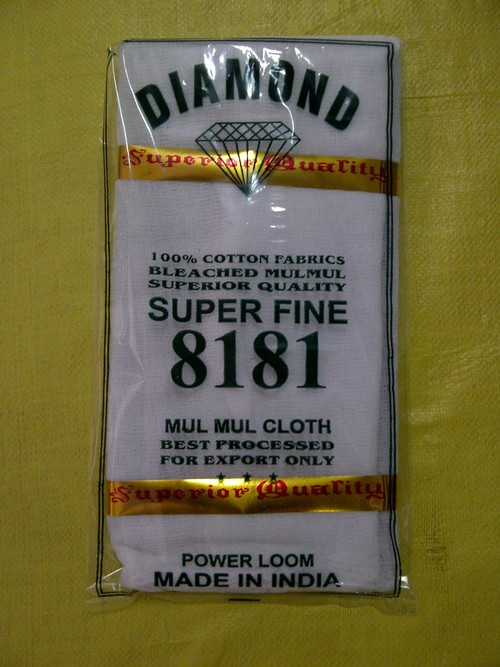 DIAMOND
Superior Quality
100% COTTON FABRICS
BLEACHED MULMUL
SUPERIOR QUALITY
SUPER FINE
8181
MUL MUL CLOTH
BEST PROCESSED
FOR EXPORT ONLY
Superior Quality
POWER LOOM
MADE IN INDIA